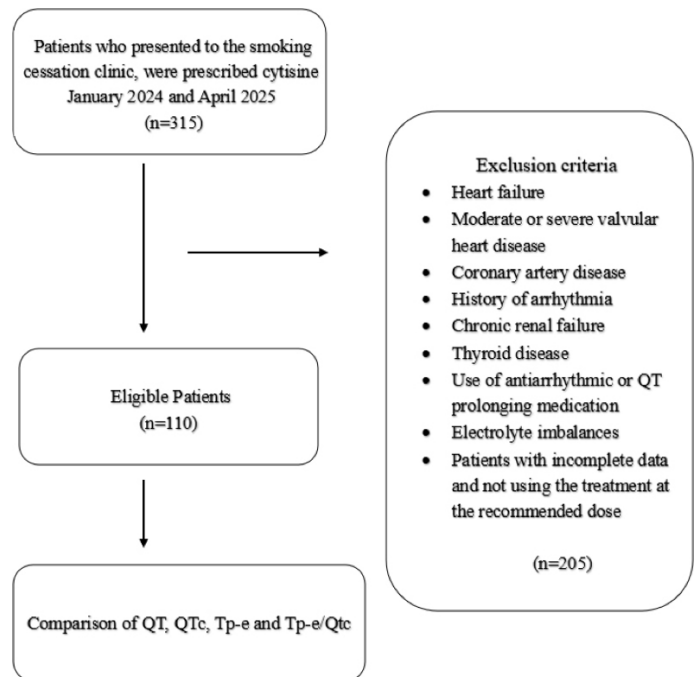 Patients who presented to the smoking
cessation clinic, were prescribed cytisine
January 2024 and April 2025
(n=315)
Exclusion criteria
• Heart failure
• Moderate or severe valvular
heart disease
• Coronary artery disease
• History of arrhythmia
• Chronic renal failure
• Thyroid disease
• Use of antiarrhythmic or QT
prolonging medication
• Electrolyte imbalances
• Patients with incomplete data
and not using the treatment at
the recommended dose
(n=205)
Eligible Patients
(n=110)
Comparison of QT, QTc, Tp-e and Tp-e/Qtc